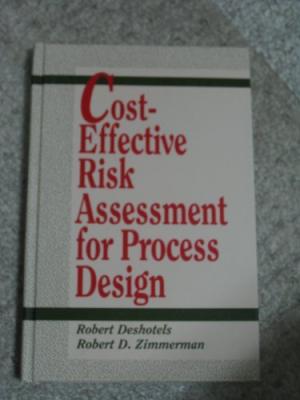 Cost-
Effective
Risk
Assessment
for Process
Design
Robert Deshotels
Robert D. Zimmerman